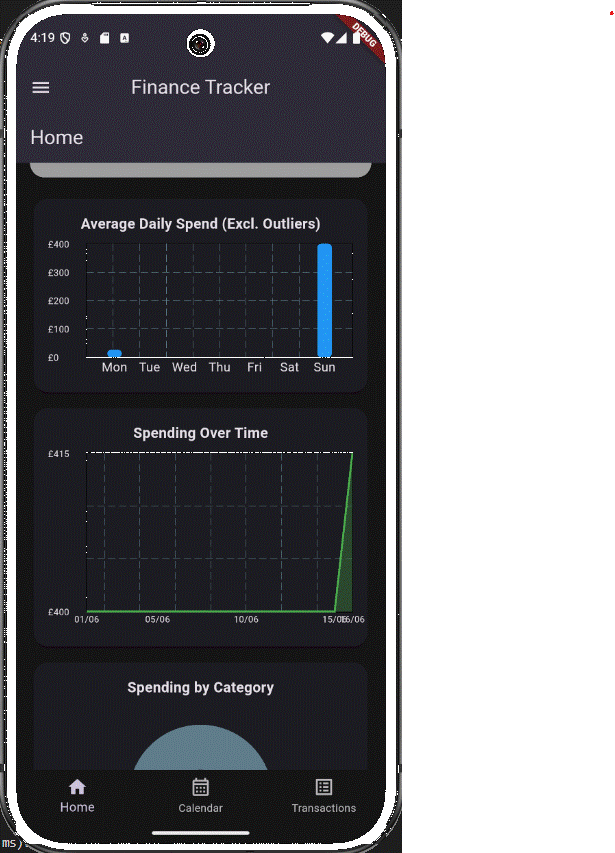 4:19
DEBUG
Finance Tracker
Home
Average Daily Spend (Excl. Outliers)
£400
£300
£200
£100
£0
Mon Tue Wed Thu Fri Sat Sun
Spending Over Time
£415
£400
01/06 05/06 10/06 15/06 16/06
Spending by Category
Home Calendar Transactions
ms)